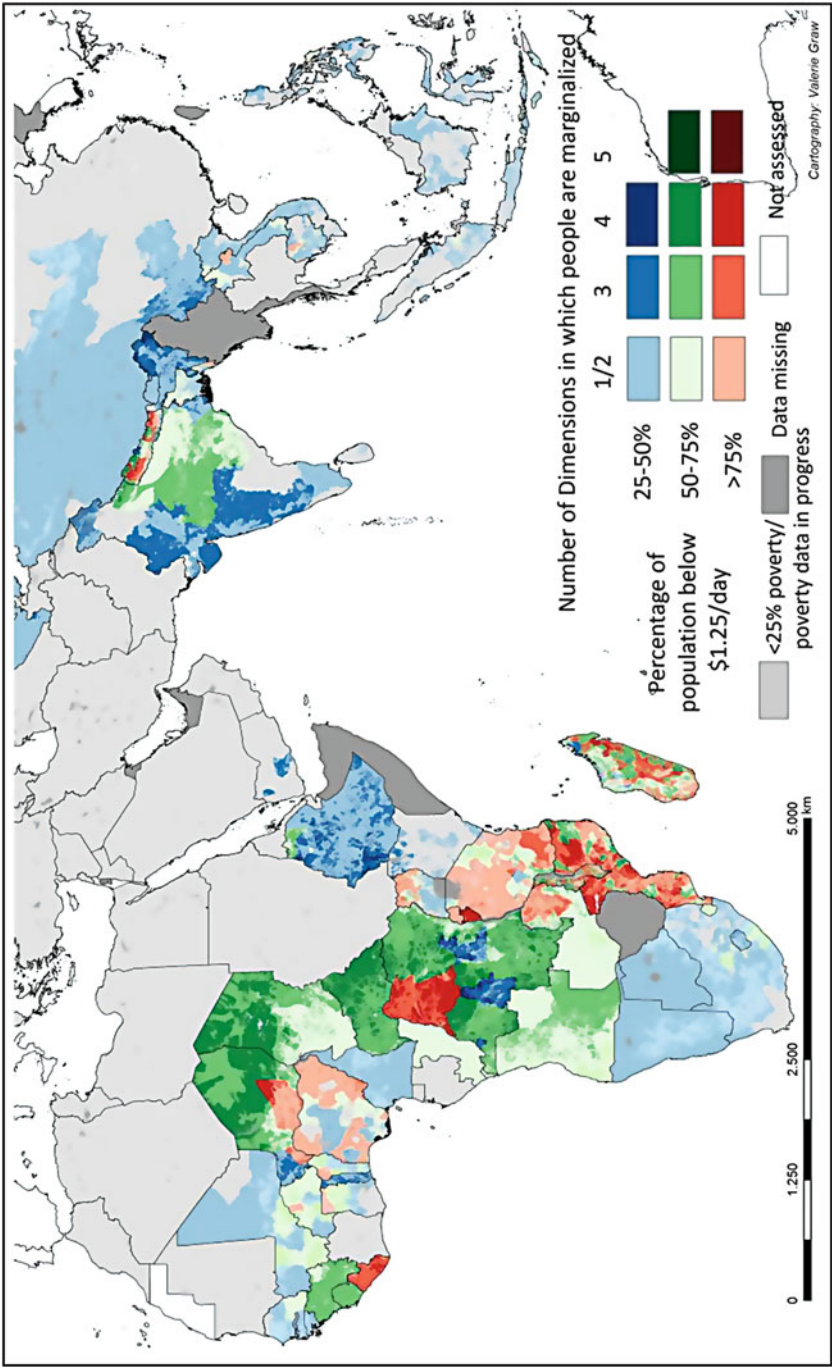 Number of Dimensions in which people are marginalized
1/2 3 4 5
Percentage of
population below
$1.25/day
25-50%
50-75%
>75%
<25% poverty/
poverty data in progress
Data missing
Not assessed
0 1.250 2.500 5.000
km
Cartography: Valerie Graw